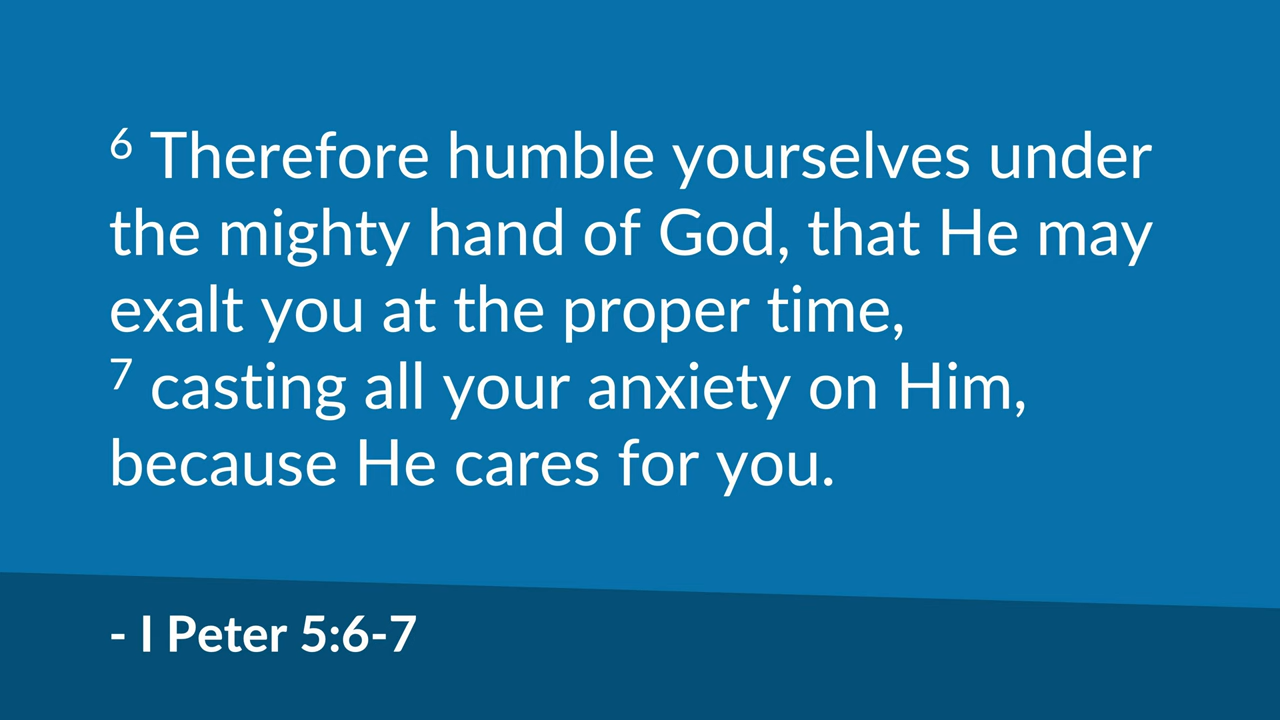 6 Therefore humble yourselves under
the mighty hand of God, that He may
exalt you at the proper time,
7 casting all your anxiety on Him,
because He cares for you.
- I Peter 5:6-7